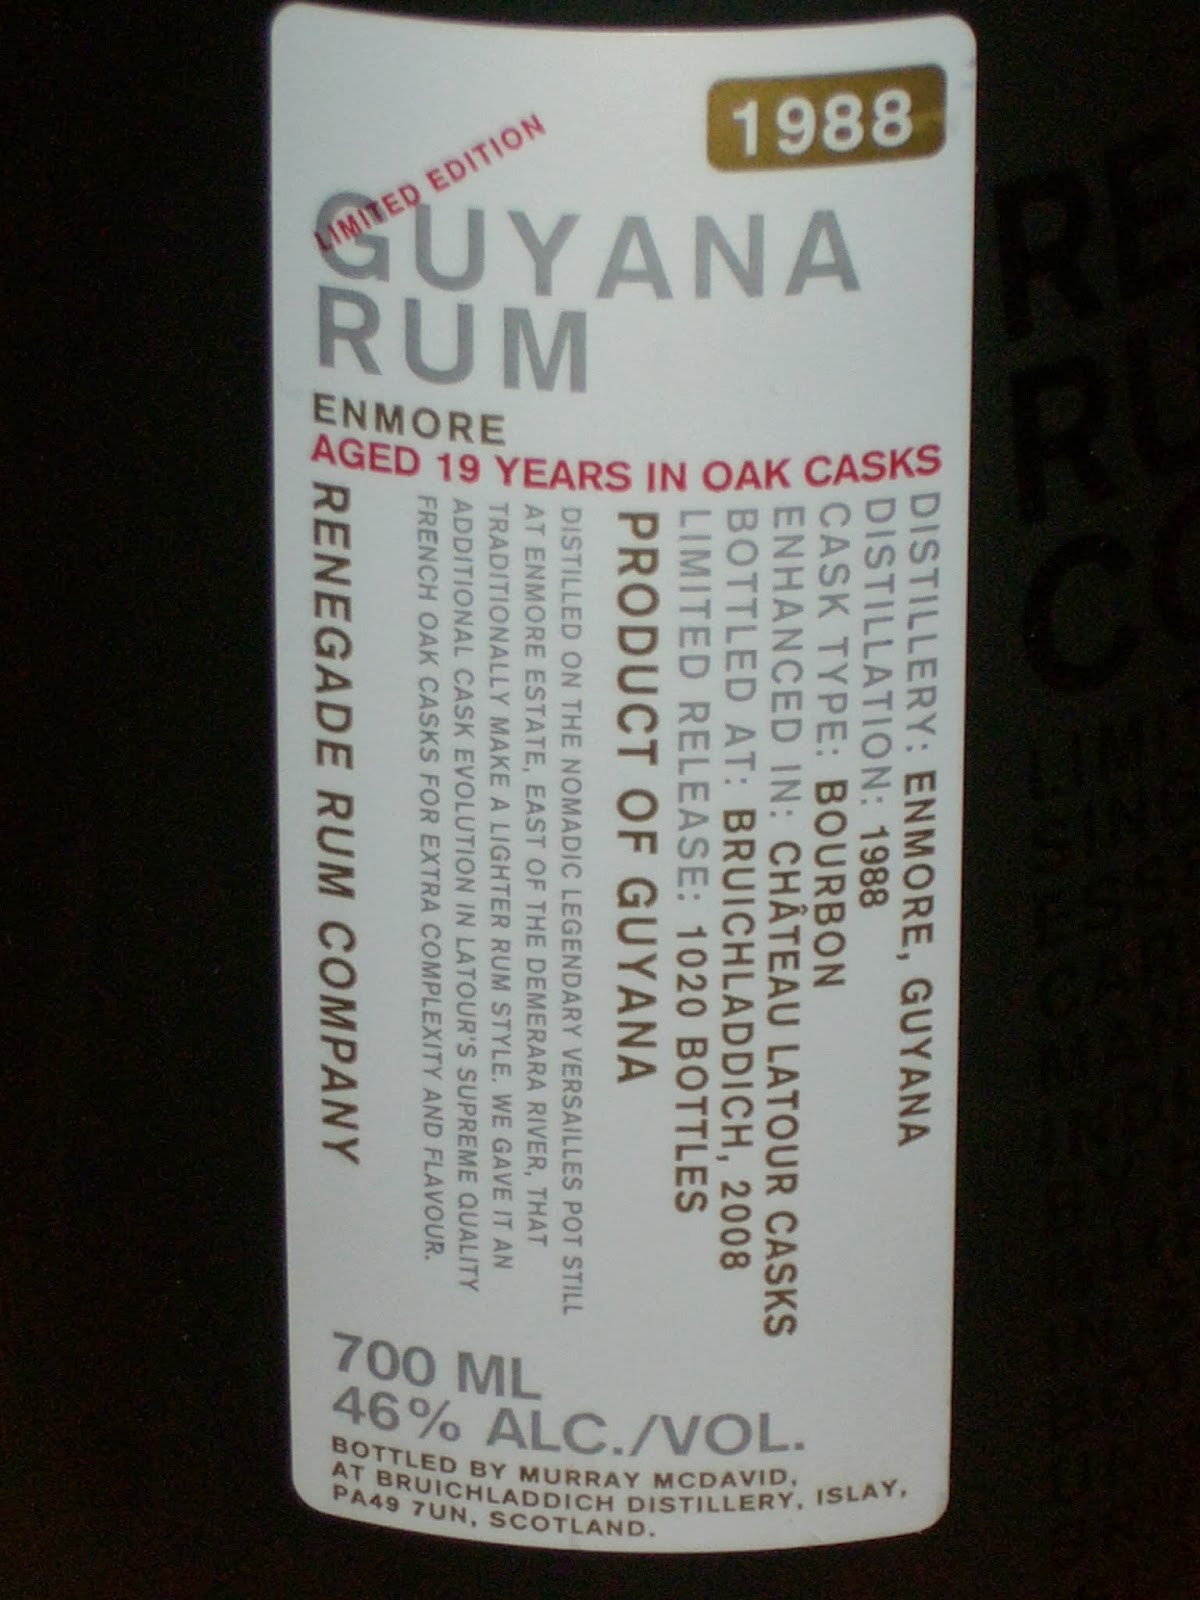 1988
LIMITED EDITION
GUYANA
RUM
ENMORE
AGED 19 YEARS IN OAK CASKS
DISTILLERY: ENMORE, GUYANA
DISTILLATION: 1988
CASK TYPE: BOURBON
ENHANCED IN: CHÂTEAU LATOUR CASKS
BOTTLED AT: BRUICHLADDICH, 2008
LIMITED RELEASE: 1020 BOTTLES
PRODUCT OF GUYANA
DISTILLED ON THE NOMADIC LEGENDARY VERSAILLES POT STILL
AT ENMORE ESTATE, EAST OF THE DEMERARA RIVER, THAT
TRADITIONALLY MAKE A LIGHTER RUM STYLE. WE GAVE IT AN
ADDITIONAL CASK EVOLUTION IN LATOUR'S SUPREME QUALITY
FRENCH OAK CASKS FOR EXTRA COMPLEXITY AND FLAVOUR.
RENEGADE RUM COMPANY
700 ML
46% ALC./VOL.
BOTTLED BY MURRAY MCDAVID,
AT BRUICHLADDICH DISTILLERY, ISLAY,
PA49 7UN, SCOTLAND.